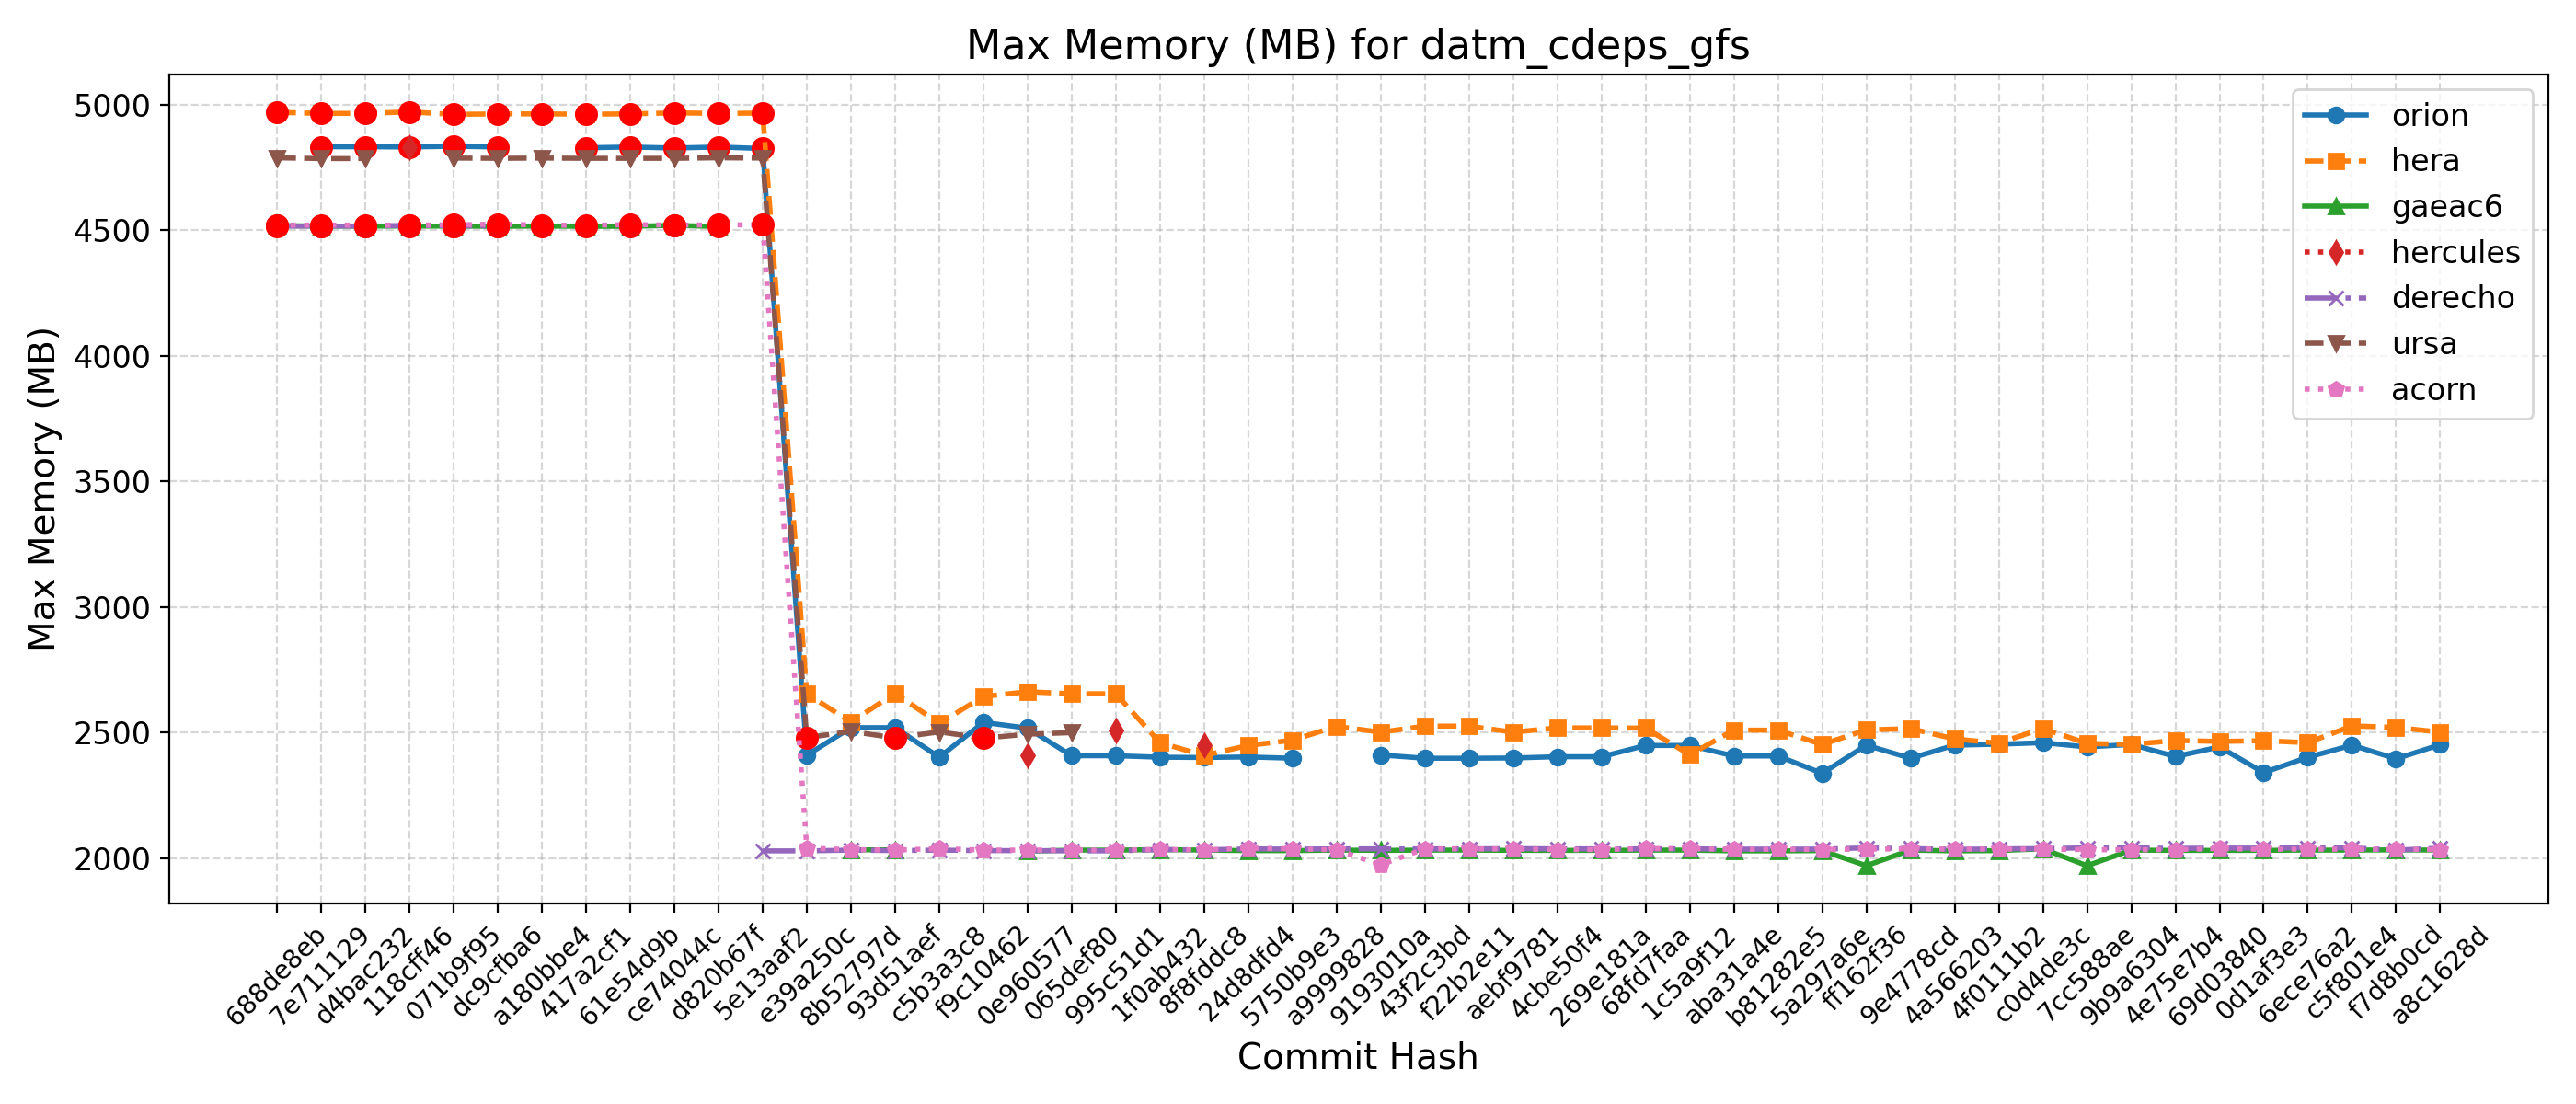 Max Memory (MB) for datm_cdeps_gfs
Max Memory (MB)
5000
4500
4000
3500
3000
2500
2000
orion
hera
gaeac6
hercules
derecho
ursa
acorn
688de8eb
7e711129
d4bac232
118cff46
071b9f95
dc9cfba6
a180bbe4
417a2cf1
61e54d9b
ce74044c
d820b67f
5e13aaf2
e39a250c
8b52797d
93d51aef
c5b3a3c8
f9c10462
0e960577
065def80
995c51d1
1f0ab432
8f8fddc8
24d8dfd4
5750b9e3
a9999828
9193010a
43f2c3bd
f22b2e11
aebf9781
4cbe50f4
269e181a
68fd7faa
1c5a9f12
aba31a4e
b81282e5
5a297a6e
ff162f36
9e4778cd
4a566203
4f0111b2
c0d4de3c
7cc588ae
9b9a6304
4e75e7b4
69d03840
0d1af3e3
6ece76a2
c5f801e4
f7d8b0cd
a8c1628d
Commit Hash